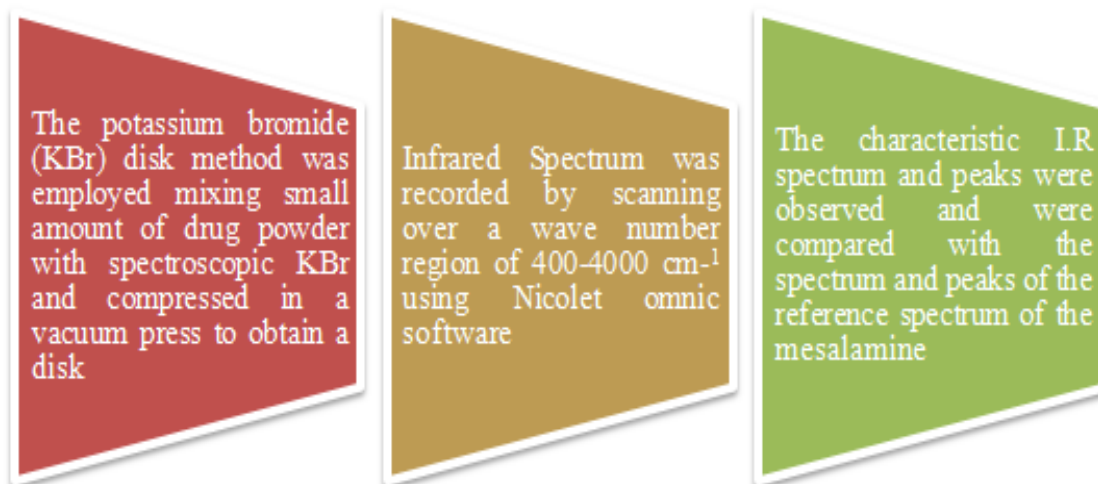 The potassium bromide
(KBr) disk method was
employed mixing small
amount of drug powder
with spectroscopic KBr
and compressed in a
vacuum press to obtain a
disk
Infrared Spectrum was
recorded by scanning
over a wave number
region of 400-4000 cm-¹
using Nicolet omnic
software
The characteristic I.R
spectrum and peaks were
observed and were
compared with the
spectrum and peaks of the
reference spectrum of the
mesalamine